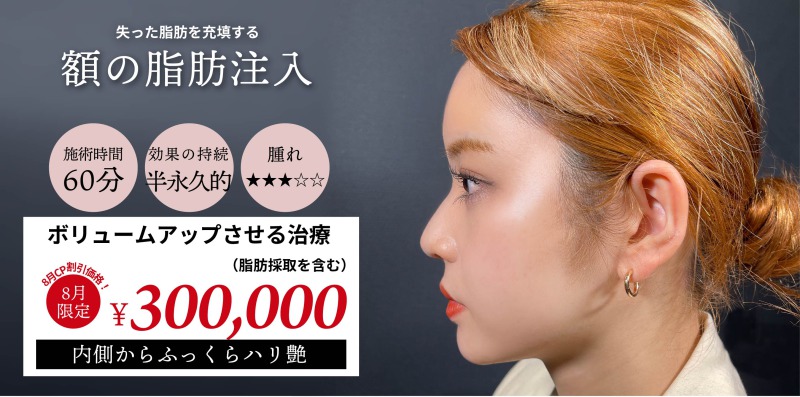 失った脂肪を充填する
額の脂肪注入
施術時間
60分
効果の持続
半永久的
腫れ
★★★☆☆
ボリュームアップさせる治療
(脂肪採取を含む)
8月CP割引価格！
8月
限定
¥300,000
内側からふっくらハリ艶